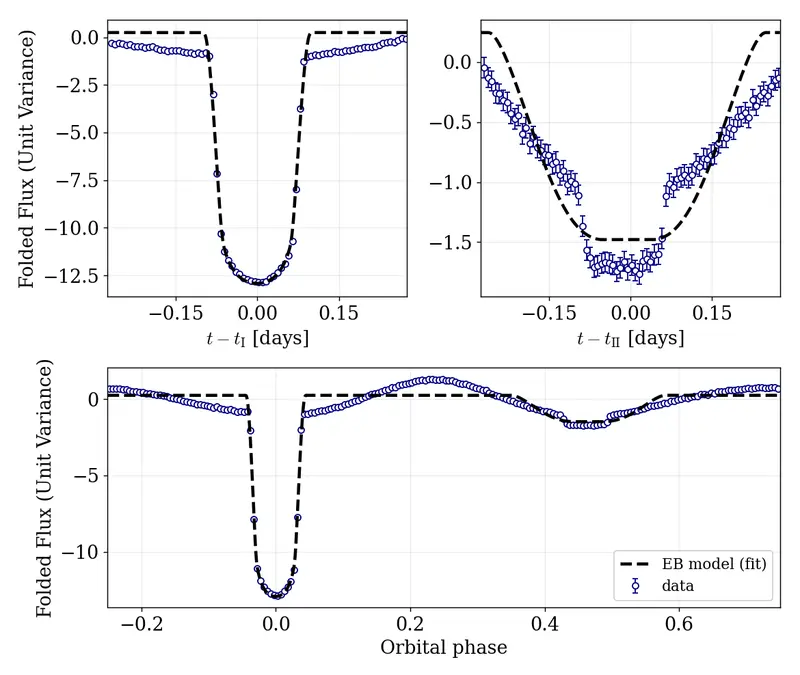 Folded Flux (Unit Variance)
0.0
−2.5
−5.0
−7.5
−10.0
−12.5
−0.15 0.00 0.15
t − tI [days]
0.0
−0.5
−1.0
−1.5
−0.15 0.00 0.15
t − tII [days]
Folded Flux (Unit Variance)
0
−5
−10
−0.2 0.0 0.2 0.4 0.6
Orbital phase
EB model (fit)
data